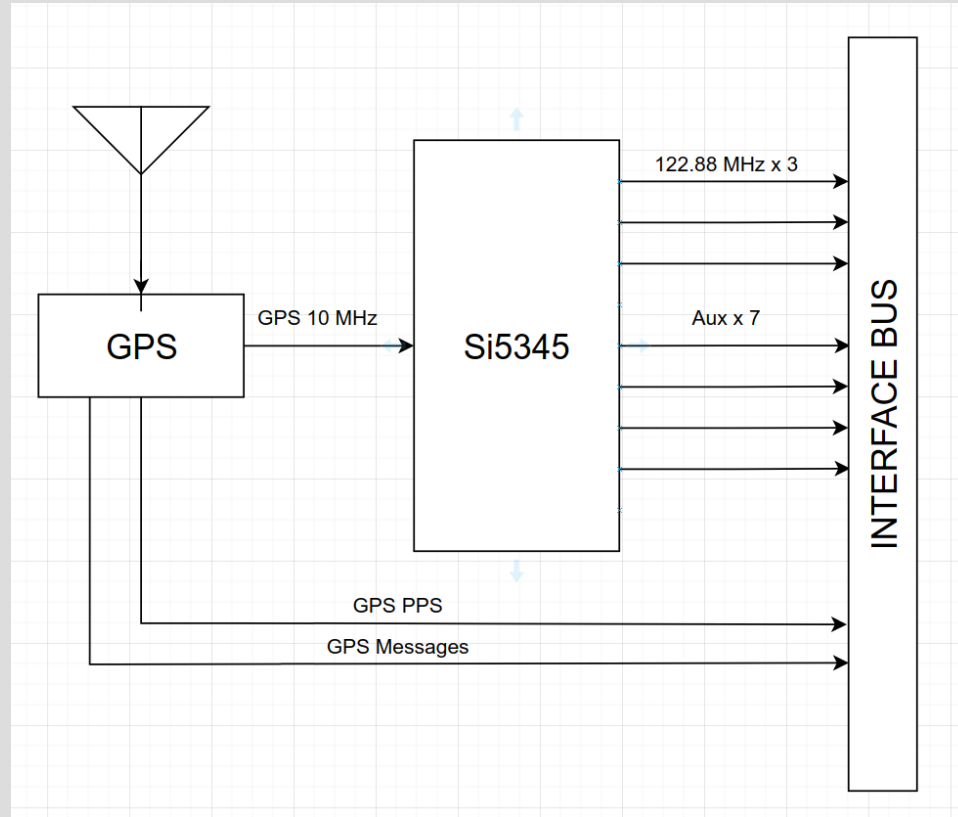 122.88 MHz x 3
GPS 10 MHz
Aux x 7
GPS
Si5345
INTERFACE BUS
GPS PPS
GPS Messages